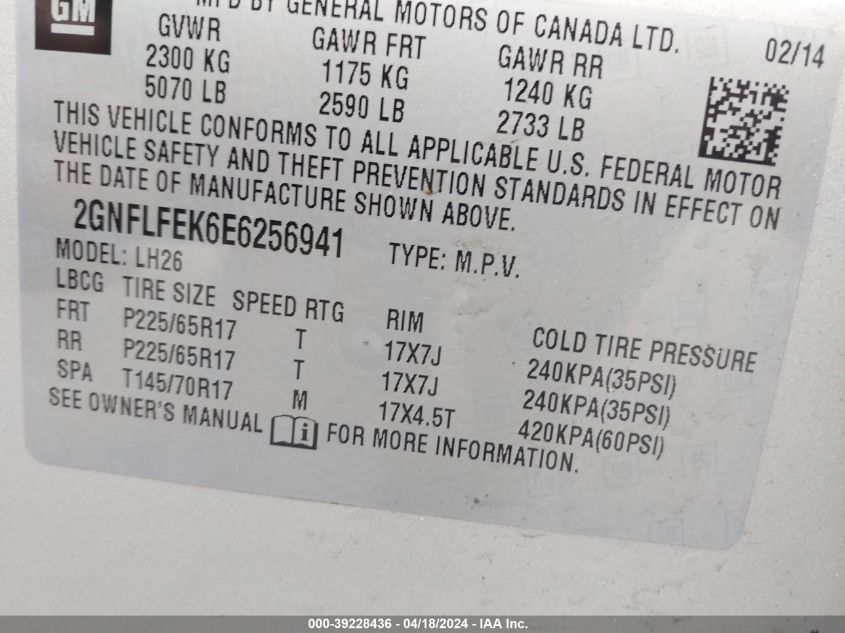 GM
MFD BY GENERAL MOTORS OF CANADA LTD.
02/14
GVWR GAWR FRT GAWR RR
2300 KG 1175 KG 1240 KG
5070 LB 2590 LB 2733 LB
THIS VEHICLE CONFORMS TO ALL APPLICABLE U.S. FEDERAL MOTOR
VEHICLE SAFETY AND THEFT PREVENTION STANDARDS IN EFFECT ON
THE DATE OF MANUFACTURE SHOWN ABOVE.
2GNFLFEK6E6256941 TYPE: M.P.V.
MODEL: LH26
LBCG TIRE SIZE SPEED RTG RIM COLD TIRE PRESSURE
FRT P225/65R17 T 17X7J 240KPA(35PSI)
RR P225/65R17 T 17X7J 240KPA(35PSI)
SPA T145/70R17 M 17X4.5T 420KPA(60PSI)
SEE OWNER'S MANUAL i FOR MORE INFORMATION.
000-39228436 - 04/18/2024 - IAA Inc.